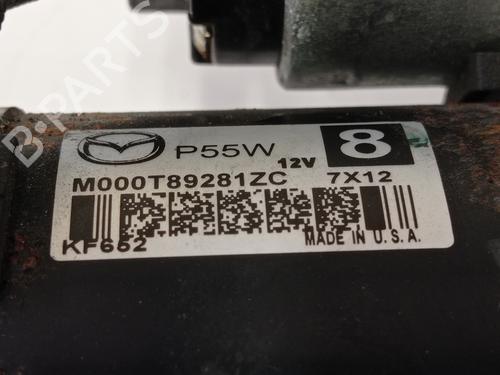 B-PARTS
P55W
12V
8
M000T89281ZC 7X12
KF652 MADE IN U.S.A.